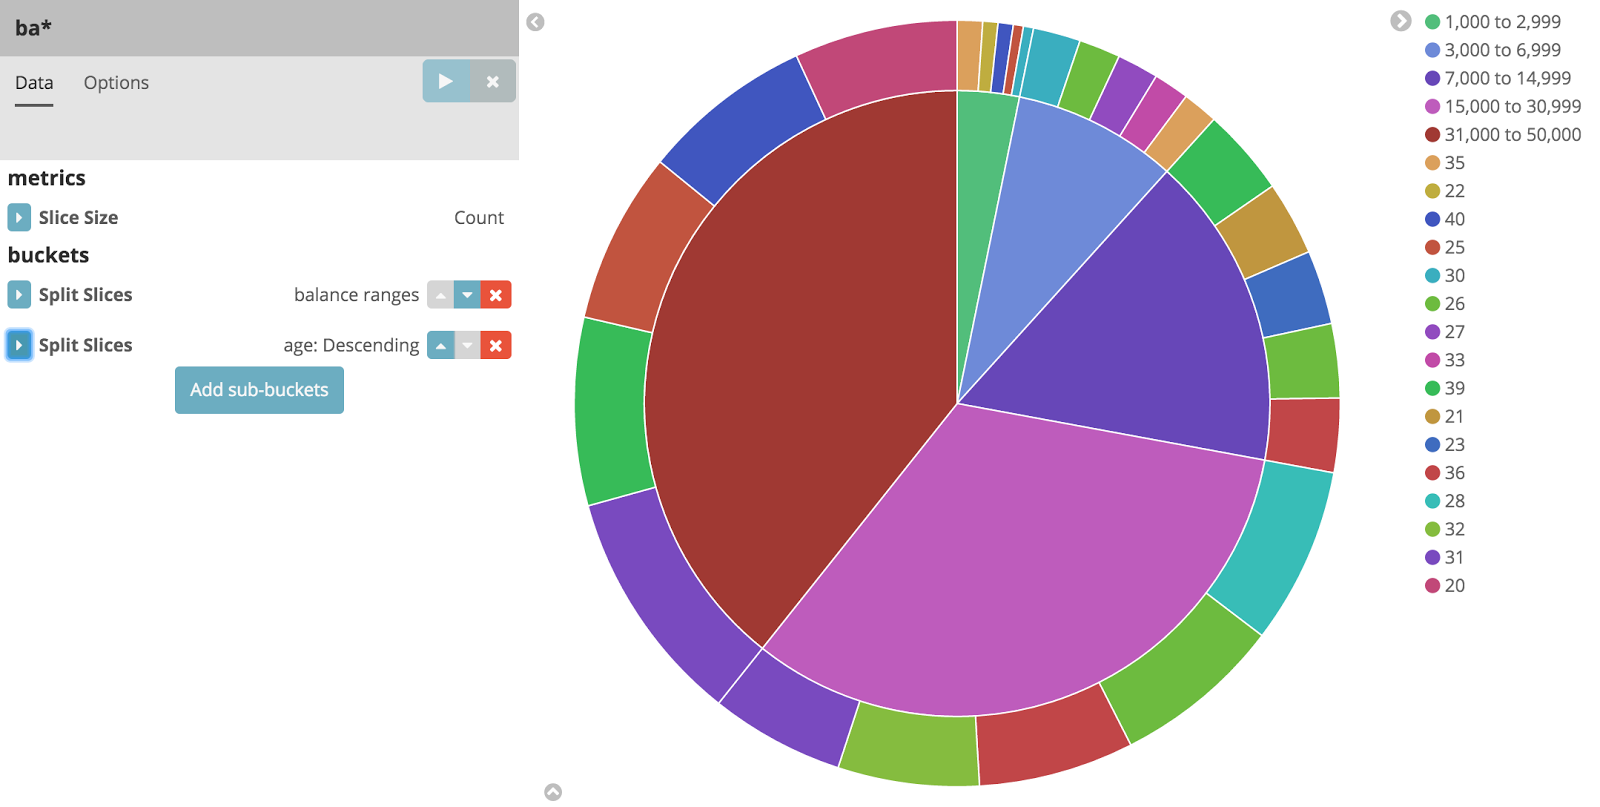 ba*
Data Options
metrics
Slice Size Count
buckets
Split Slices balance ranges
Split Slices age: Descending
Add sub-buckets
1,000 to 2,999
3,000 to 6,999
7,000 to 14,999
15,000 to 30,999
31,000 to 50,000
35
22
40
25
30
26
27
33
39
21
23
36
28
32
31
20